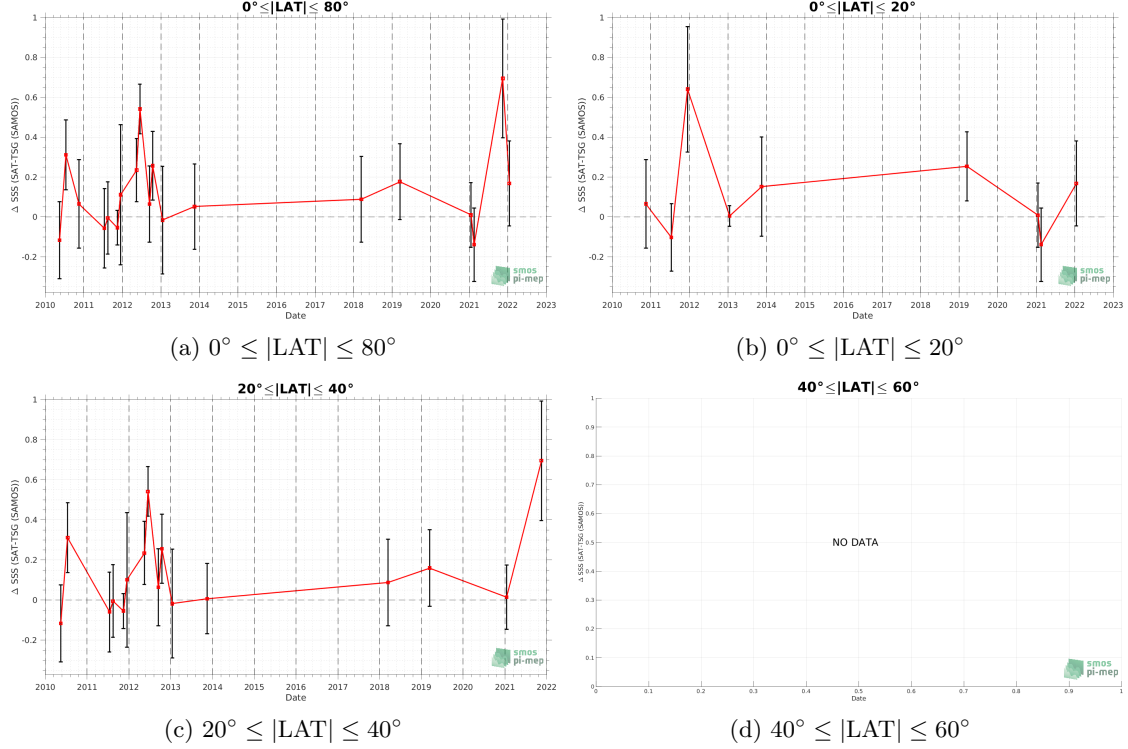 0°≤|LAT|≤ 80°
1
0.8
0.6
0.4
0.2
0
-0.2
Δ SSS (SAT-TSG (SAMOS))
2010 2011 2012 2013 2014 2015 2016 2017 2018 2019 2020 2021 2022 2023
Date
smos
pi-mep
(a) 0° ≤ |LAT| ≤ 80°
0°≤|LAT|≤ 20°
1
0.8
0.6
0.4
0.2
0
-0.2
Δ SSS (SAT-TSG (SAMOS))
2010 2011 2012 2013 2014 2015 2016 2017 2018 2019 2020 2021 2022 2023
Date
smos
pi-mep
(b) 0° ≤ |LAT| ≤ 20°
20°≤|LAT|≤ 40°
1
0.8
0.6
0.4
0.2
0
-0.2
Δ SSS (SAT-TSG (SAMOS))
2010 2011 2012 2013 2014 2015 2016 2017 2018 2019 2020 2021 2022
Date
smos
pi-mep
(c) 20° ≤ |LAT| ≤ 40°
40°≤|LAT|≤ 60°
1
0.9
0.8
0.7
0.6
0.5
0.4
0.3
0.2
0.1
0
Δ SSS (SAT-TSG (SAMOS))
NO DATA
0 0.1 0.2 0.3 0.4 0.5 0.6 0.7 0.8 0.9 1
Date
smos
pi-mep
(d) 40° ≤ |LAT| ≤ 60°